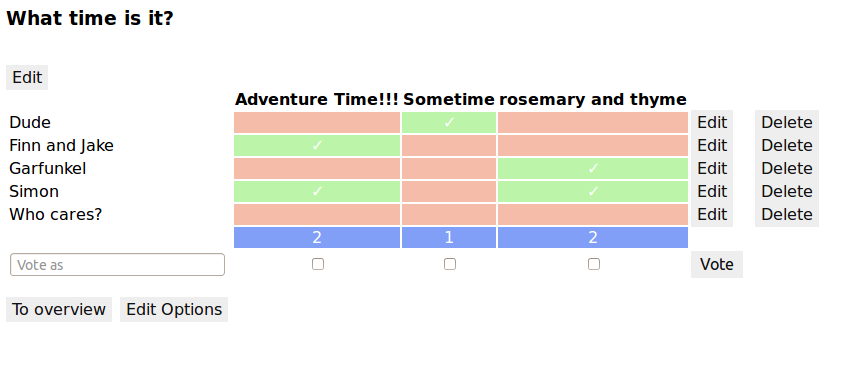 What time is it?
Edit
Adventure Time!!! Sometime rosemary and thyme
Dude ✓ Edit Delete
Finn and Jake ✓ Edit Delete
Garfunkel ✓ Edit Delete
Simon ✓ ✓ Edit Delete
Who cares? Edit Delete
2 1 2
Vote as Vote
To overview Edit Options